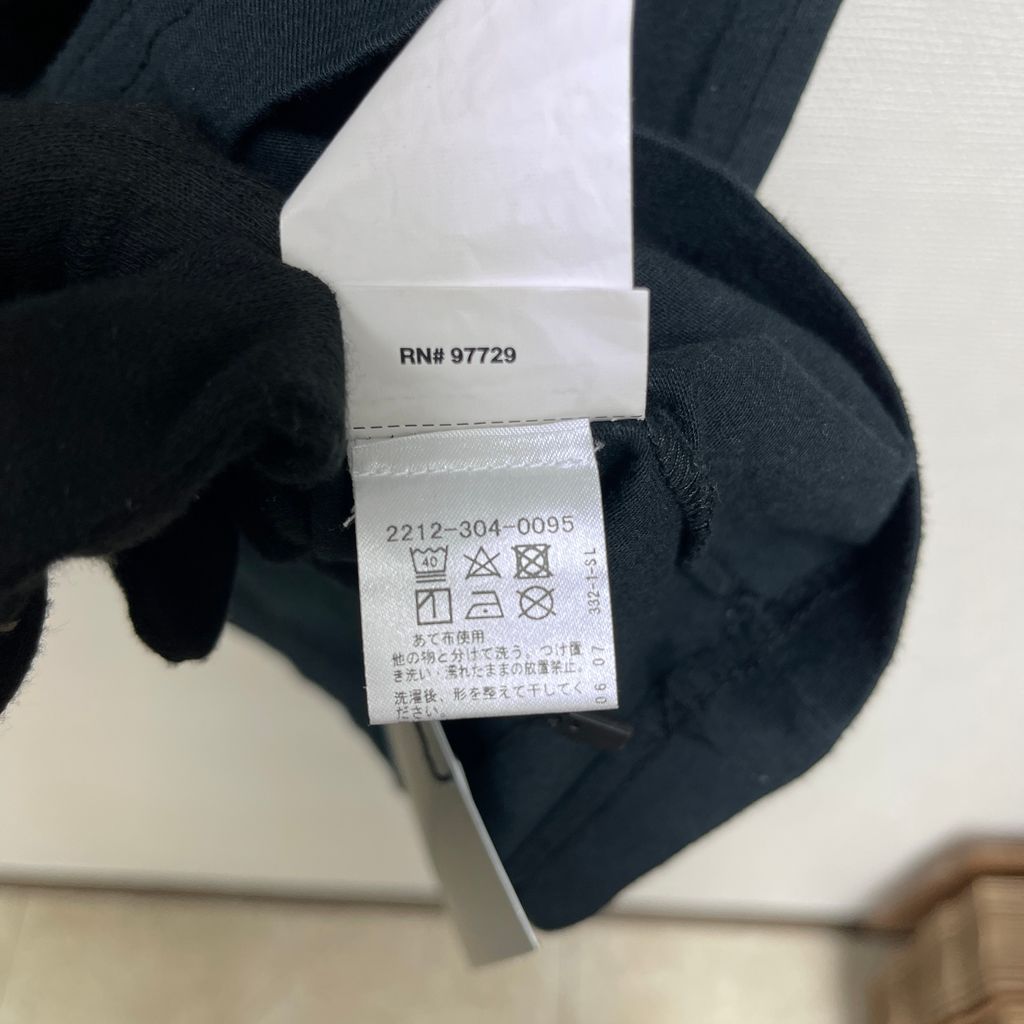 RN# 97729
2212-304-0095
40
あて布使用
他の物と分けて洗う。つけ置
き洗い・濡れたままの放置禁止。
洗濯後、形を整えて干してく
ださい。
332-1-SL
06 07